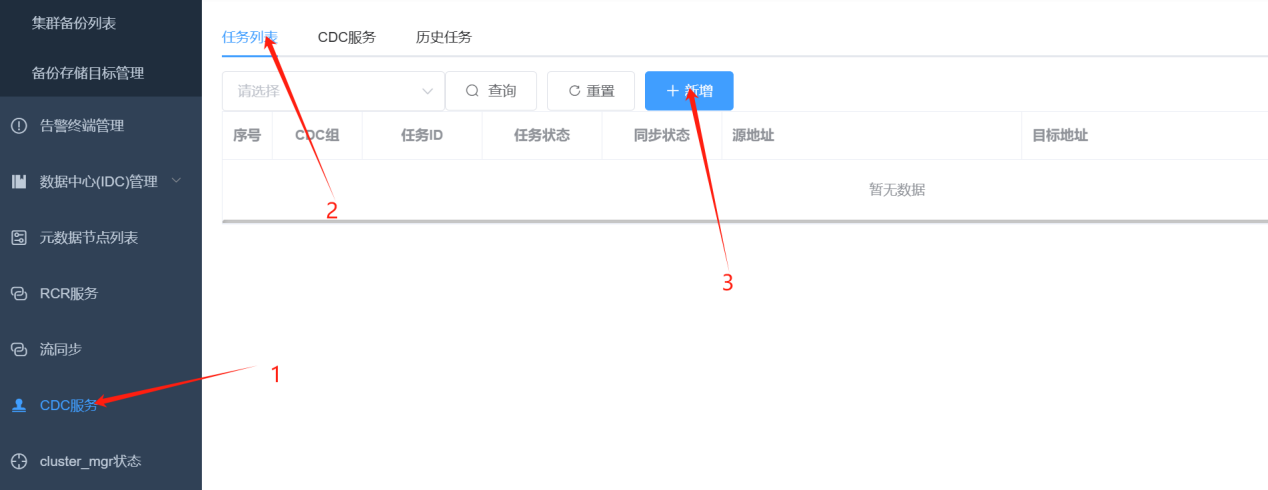 集群备份列表
备份存储目标管理
告警终端管理
数据中心(IDC)管理
元数据节点列表
RCR服务
流同步
CDC服务
cluster_mgr状态
任务列表 CDC服务 历史任务
请选择 查询 重置 新增
序号 CDC组 任务ID 任务状态 同步状态 源地址 目标地址
暂无数据
1
2
3